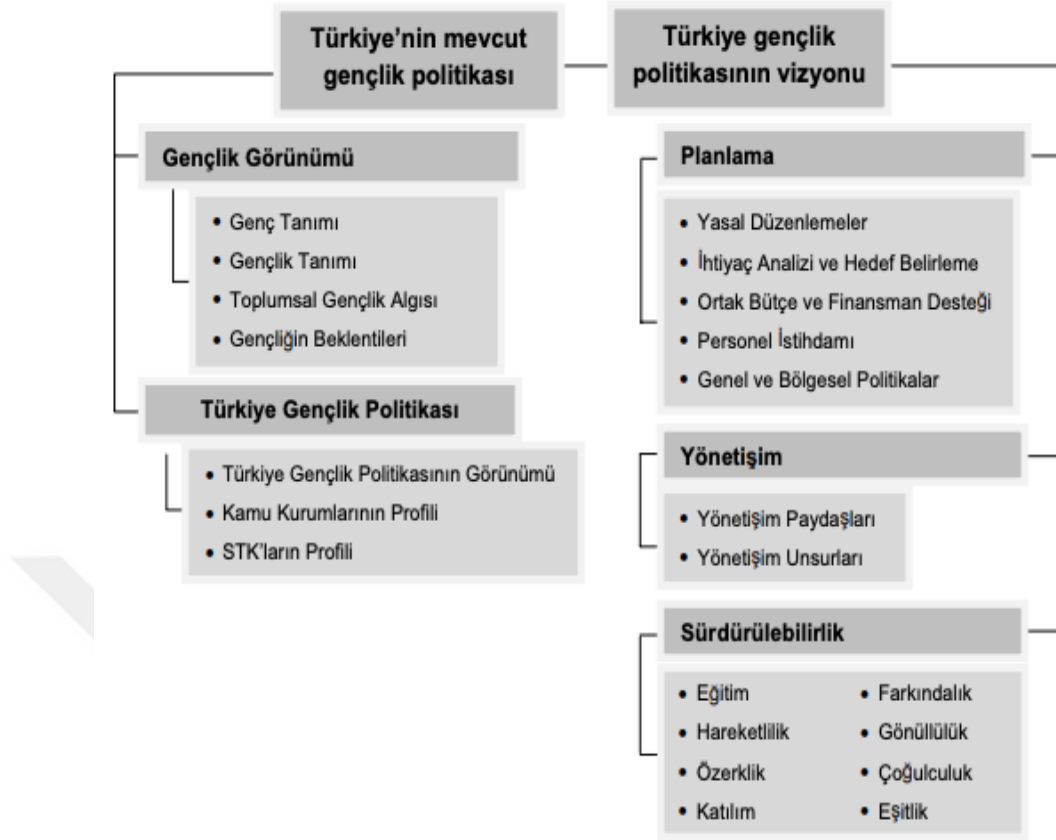 Türkiye’nin mevcut
gençlik politikası
Gençlik Görünümü
• Genç Tanımı
• Gençlik Tanımı
• Toplumsal Gençlik Algısı
• Gençliğin Beklentileri
Türkiye Gençlik Politikası
• Türkiye Gençlik Politikasının Görünümü
• Kamu Kurumlarının Profili
• STK’ların Profili
Türkiye gençlik
politikasının vizyonu
Planlama
• Yasal Düzenlemeler
• İhtiyaç Analizi ve Hedef Belirleme
• Ortak Bütçe ve Finansman Desteği
• Personel İstihdamı
• Genel ve Bölgesel Politikalar
Yönetişim
• Yönetişim Paydaşları
• Yönetişim Unsurları
Sürdürülebilirlik
• Eğitim
• Hareketlilik
• Özerklik
• Katılım
• Farkındalık
• Gönüllülük
• Çoğulculuk
• Eşitlik